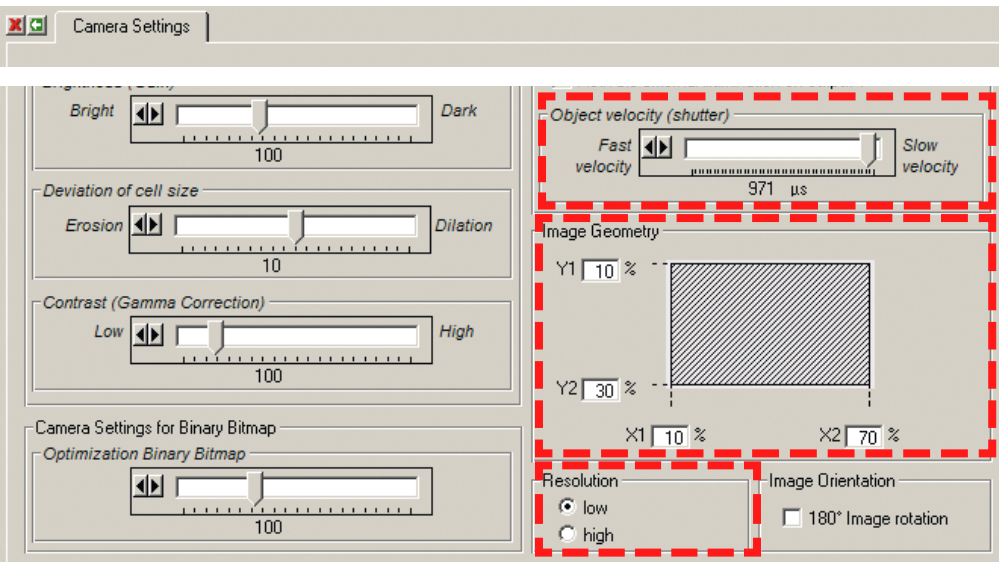 Camera Settings
Bright
Dark
100
Deviation of cell size
Erosion
Dilation
10
Contrast (Gamma Correction)
Low
High
100
Camera Settings for Binary Bitmap
Optimization Binary Bitmap
100
Object velocity (shutter)
Fast velocity
Slow velocity
971 µs
Image Geometry
Y1 10 %
Y2 30 %
X1 10 %
X2 70 %
Resolution
low
high
Image Orientation
180° Image rotation